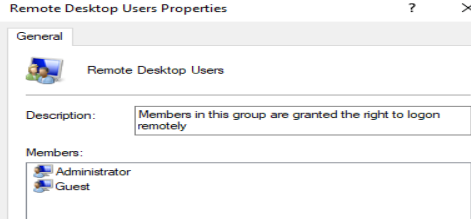 Remote Desktop Users Properties ? ×
General
Remote Desktop Users
Description: Members in this group are granted the right to logon
remotely
Members:
Administrator
Guest